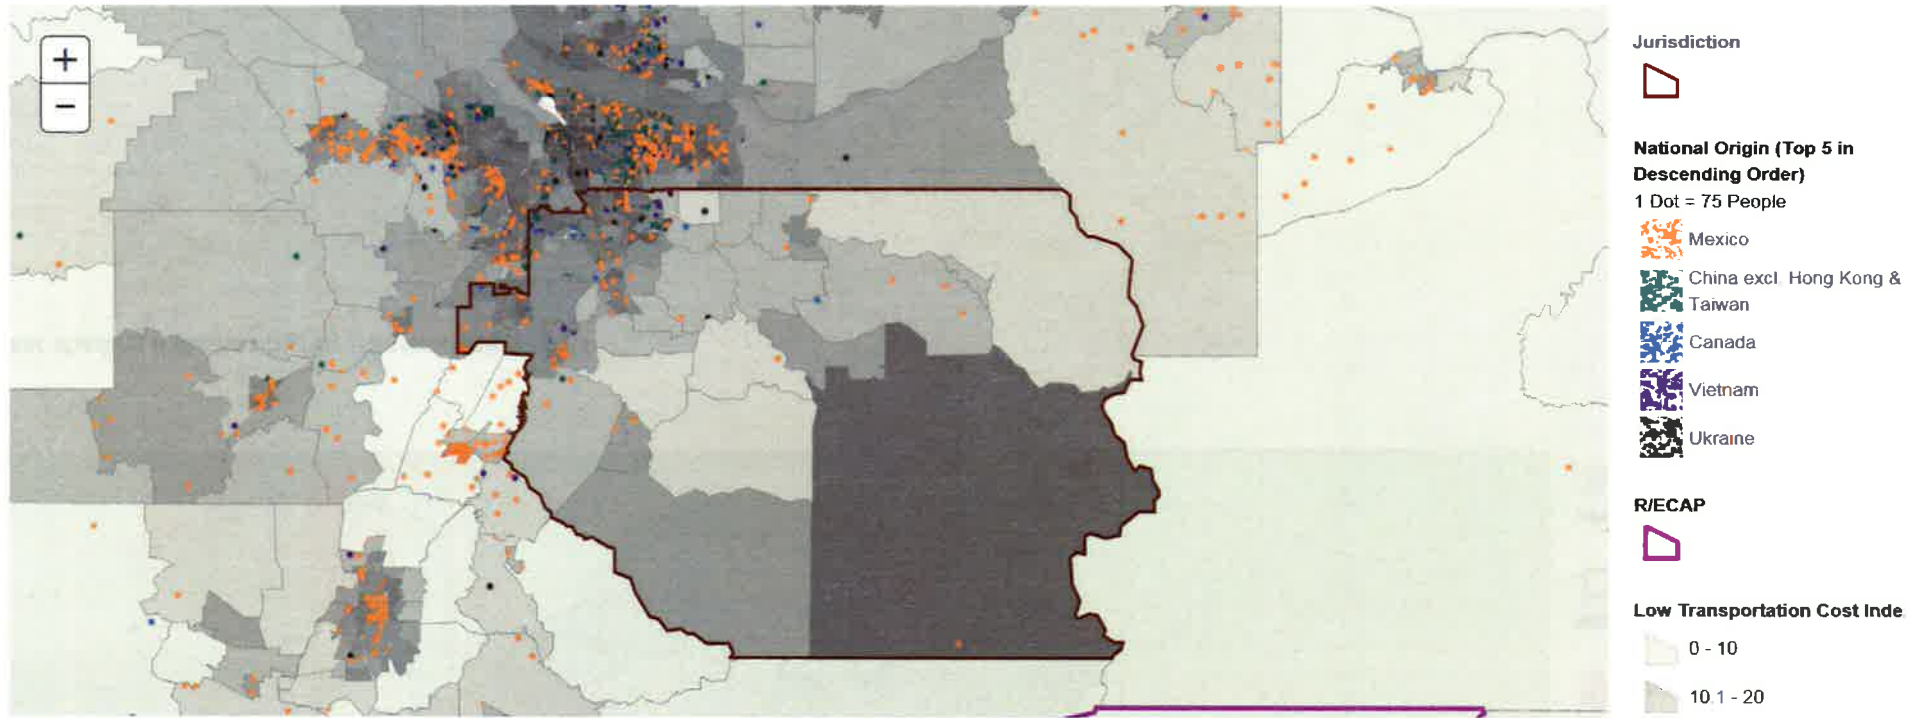 +
−
Jurisdiction
National Origin (Top 5 in
Descending Order)
1 Dot = 75 People
Mexico
China excl. Hong Kong &
Taiwan
Canada
Vietnam
Ukraine
R/ECAP
Low Transportation Cost Inde
0 - 10
10.1 - 20